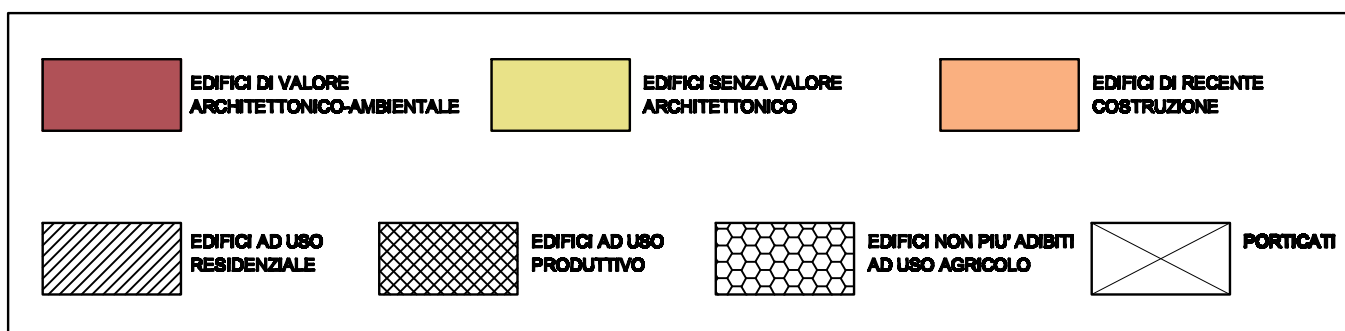 EDIFICI DI VALORE
ARCHITETTONICO-AMBIENTALE
EDIFICI SENZA VALORE
ARCHITETTONICO
EDIFICI DI RECENTE
COSTRUZIONE
EDIFICI AD USO
RESIDENZIALE
EDIFICI AD USO
PRODUTTIVO
EDIFICI NON PIU' ADIBITI
AD USO AGRICOLO
PORTICATI